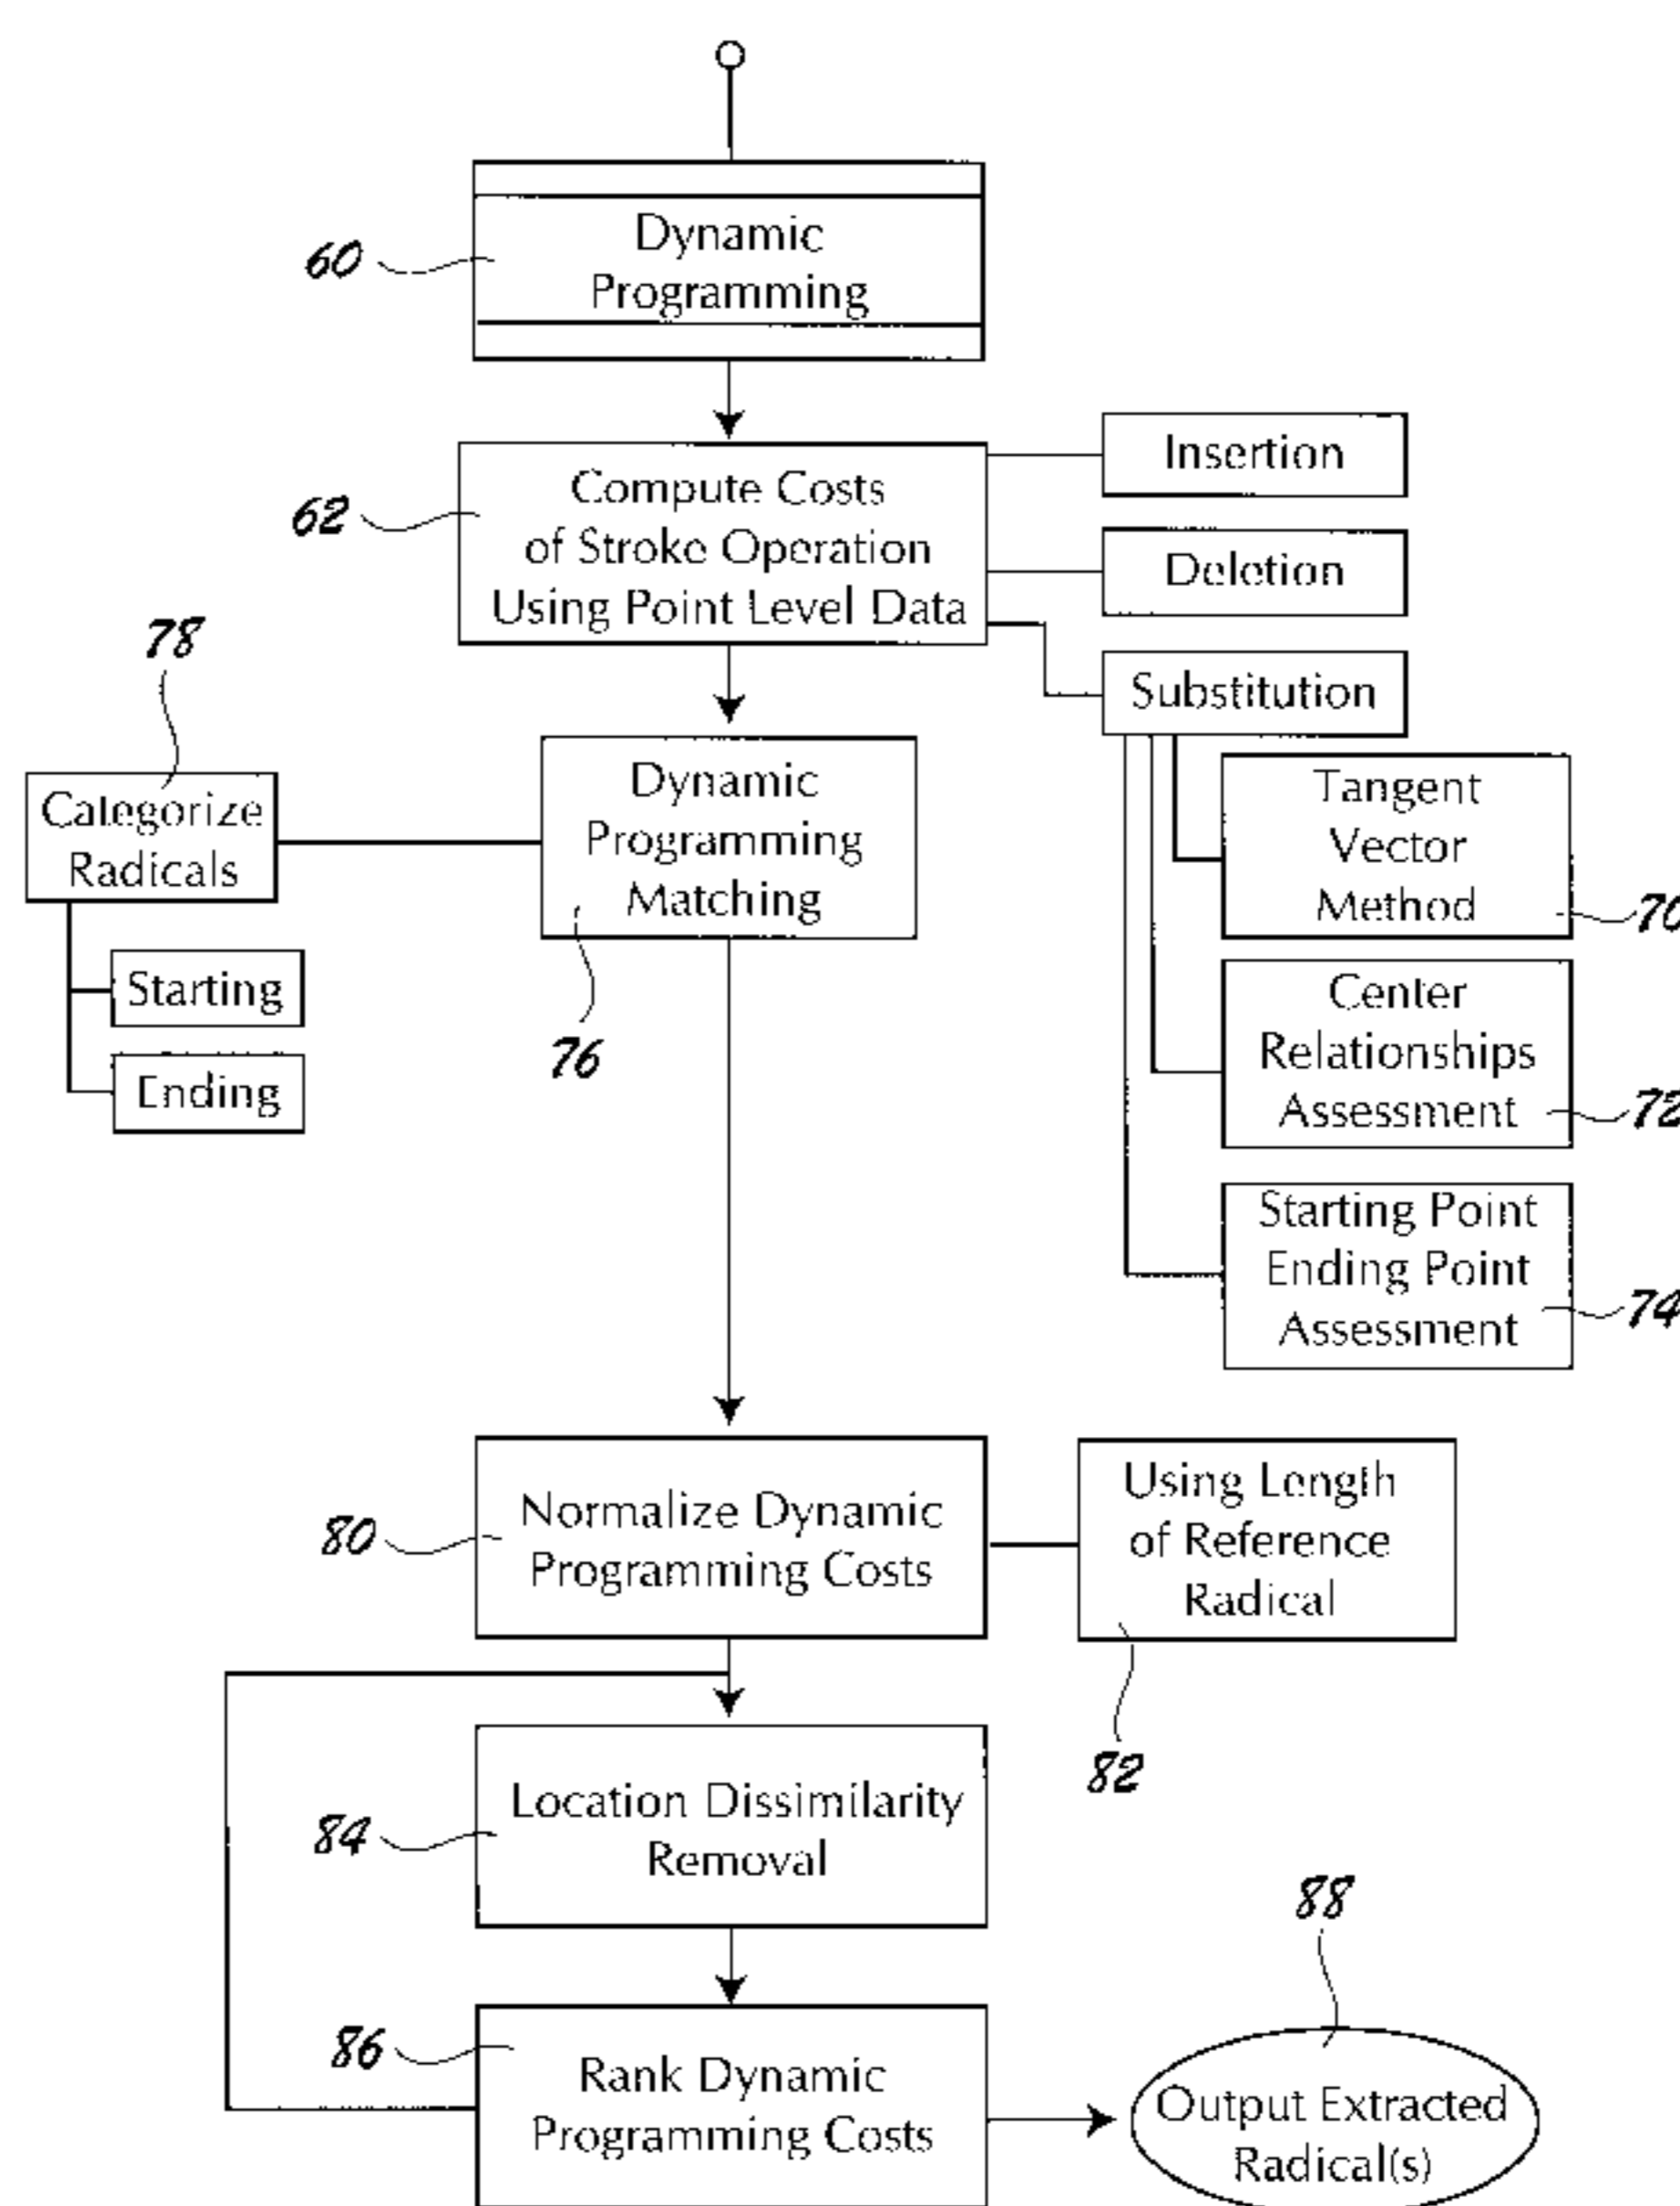 60
Dynamic
Programming
62
Compute Costs
of Stroke Operation
Using Point Level Data
Insertion
Deletion
Substitution
Tangent
Vector
Method
70
Center
Relationships
Assessment
72
Starting Point
Ending Point
Assessment
74
78
Categorize
Radicals
Starting
Ending
Dynamic
Programming
Matching
76
80
Normalize Dynamic
Programming Costs
Using Length
of Reference
Radical
82
84
Location Dissimilarity
Removal
86
Rank Dynamic
Programming Costs
88
Output Extracted
Radical(s)